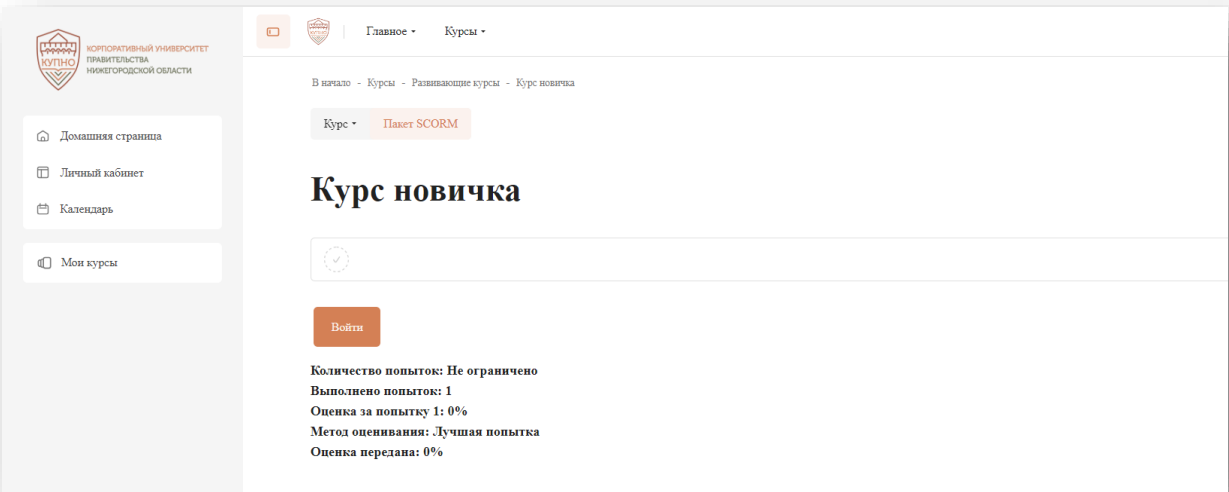 КУПНО
КОРПОРАТИВНЫЙ УНИВЕРСИТЕТ
ПРАВИТЕЛЬСТВА
НИЖЕГОРОДСКОЙ ОБЛАСТИ
Главное
Курсы
В начало - Курсы - Развивающие курсы - Курс новичка
Курс
Пакет SCORM
Домашняя страница
Личный кабинет
Календарь
Мои курсы
Курс новичка
Войти
Количество попыток: Не ограничено
Выполнено попыток: 1
Оценка за попытку 1: 0%
Метод оценивания: Лучшая попытка
Оценка передана: 0%